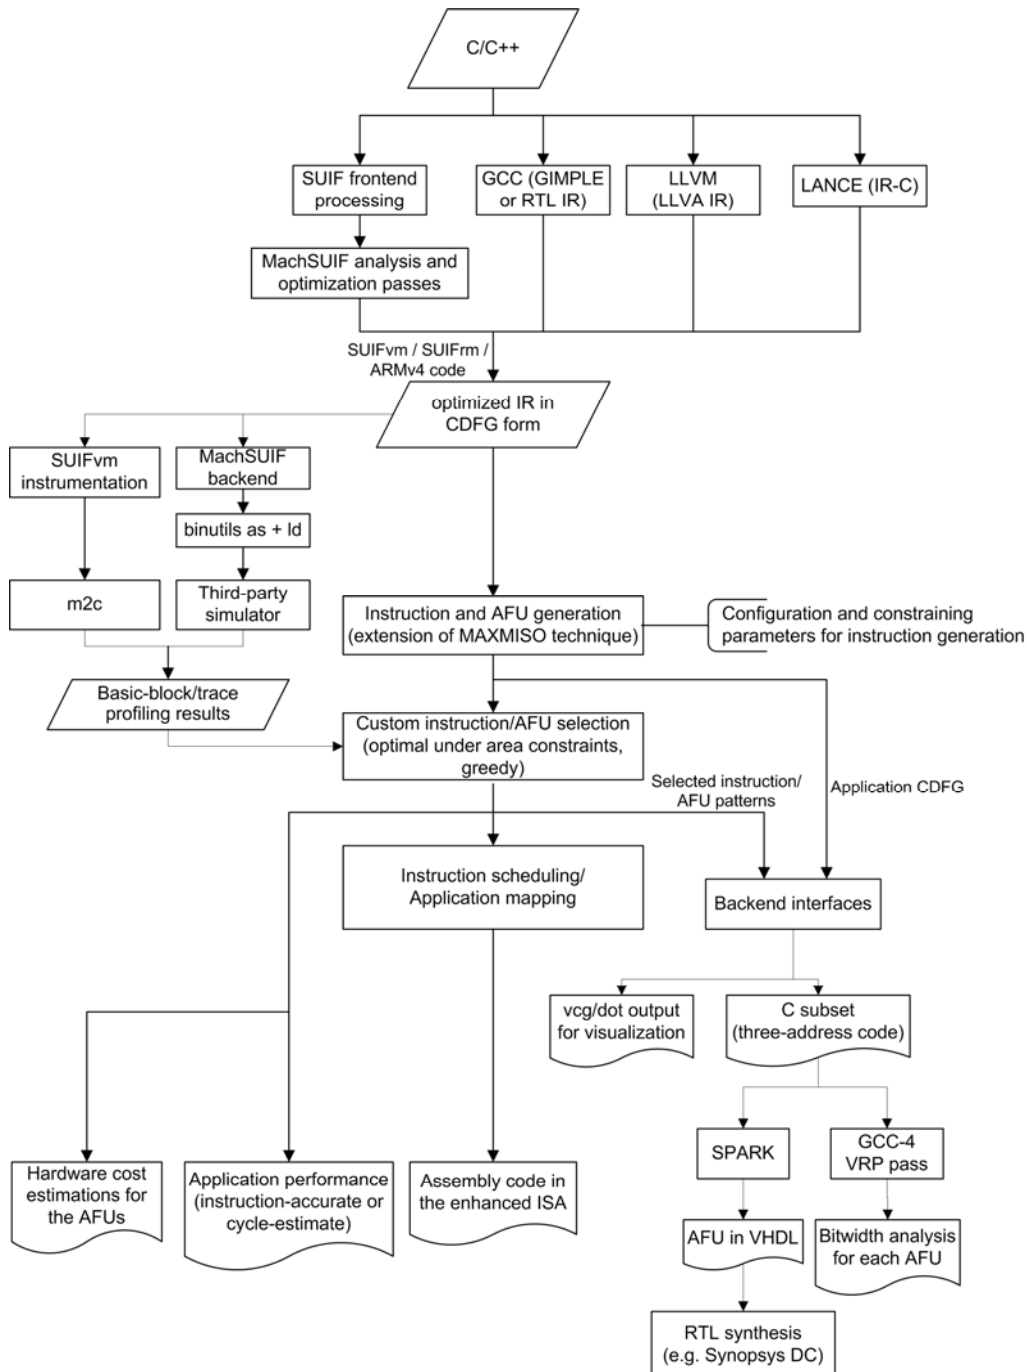 C/C++
SUIF frontend
processing
GCC (GIMPLE
or RTL IR)
LLVM
(LLVA IR)
LANCE (IR-C)
MachSUIF analysis and
optimization passes
SUIFvm / SUIFrm /
ARMv4 code
optimized IR in
CDFG form
SUIFvm
instrumentation
MachSUIF
backend
binutils as + ld
m2c
Third-party
simulator
Instruction and AFU generation
(extension of MAXMISO technique)
Configuration and constraining
parameters for instruction generation
Basic-block/trace
profiling results
Custom instruction/AFU selection
(optimal under area constraints,
greedy)
Selected instruction/
AFU patterns
Application CDFG
Instruction scheduling/
Application mapping
Backend interfaces
vcg/dot output
for visualization
C subset
(three-address code)
SPARK
GCC-4
VRP pass
Hardware cost
estimations for
the AFUs
Application performance
(instruction-accurate or
cycle-estimate)
Assembly code in
the enhanced ISA
AFU in VHDL
Bitwidth analysis
for each AFU
RTL synthesis
(e.g. Synopsys DC)